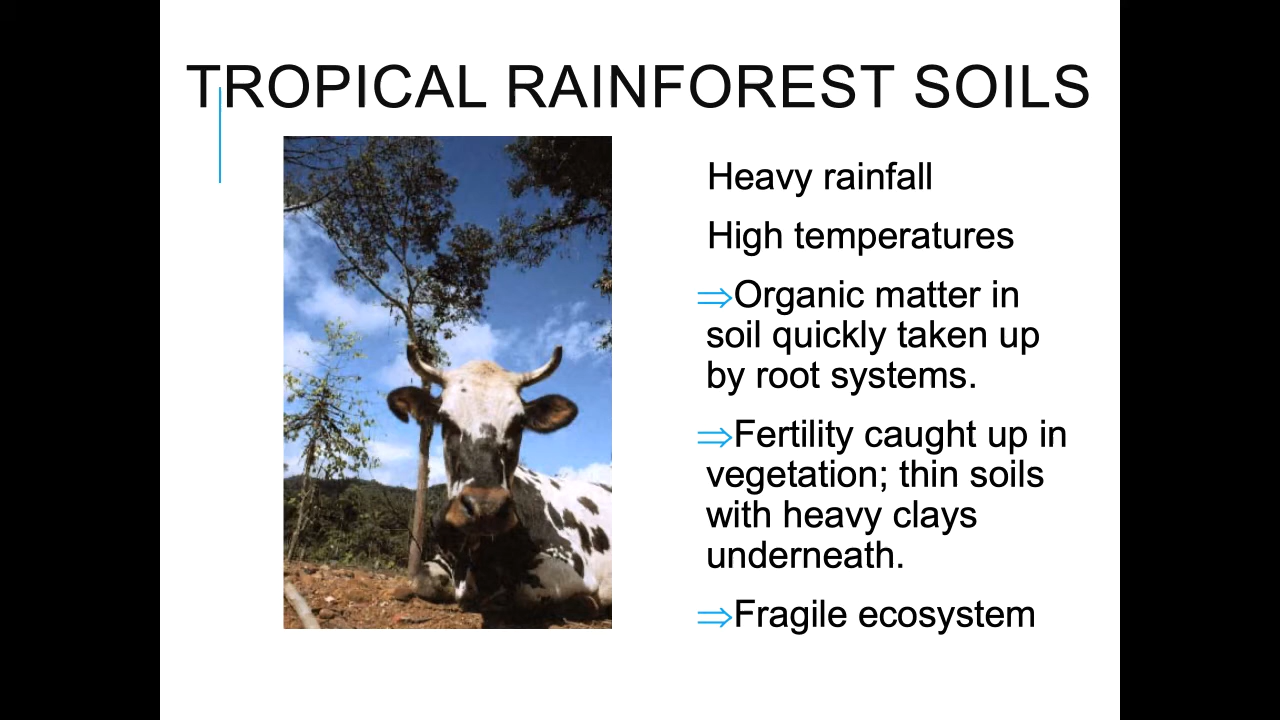 TROPICAL RAINFOREST SOILS
Heavy rainfall
High temperatures
⇒Organic matter in
soil quickly taken up
by root systems.
⇒Fertility caught up in
vegetation; thin soils
with heavy clays
underneath.
⇒Fragile ecosystem